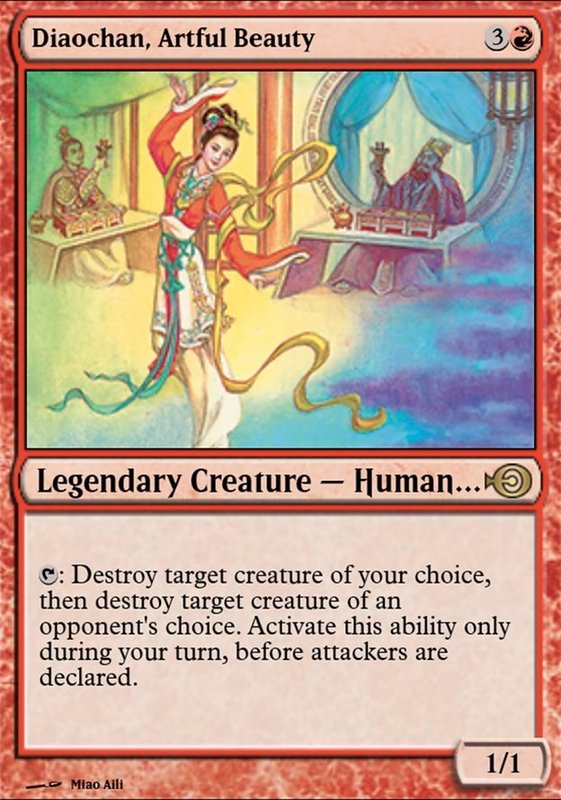 Diaochan, Artful Beauty 3
Legendary Creature — Human...
: Destroy target creature of your choice,
then destroy target creature of an
opponent's choice. Activate this ability only
during your turn, before attackers are
declared.
1/1
Miao Aili